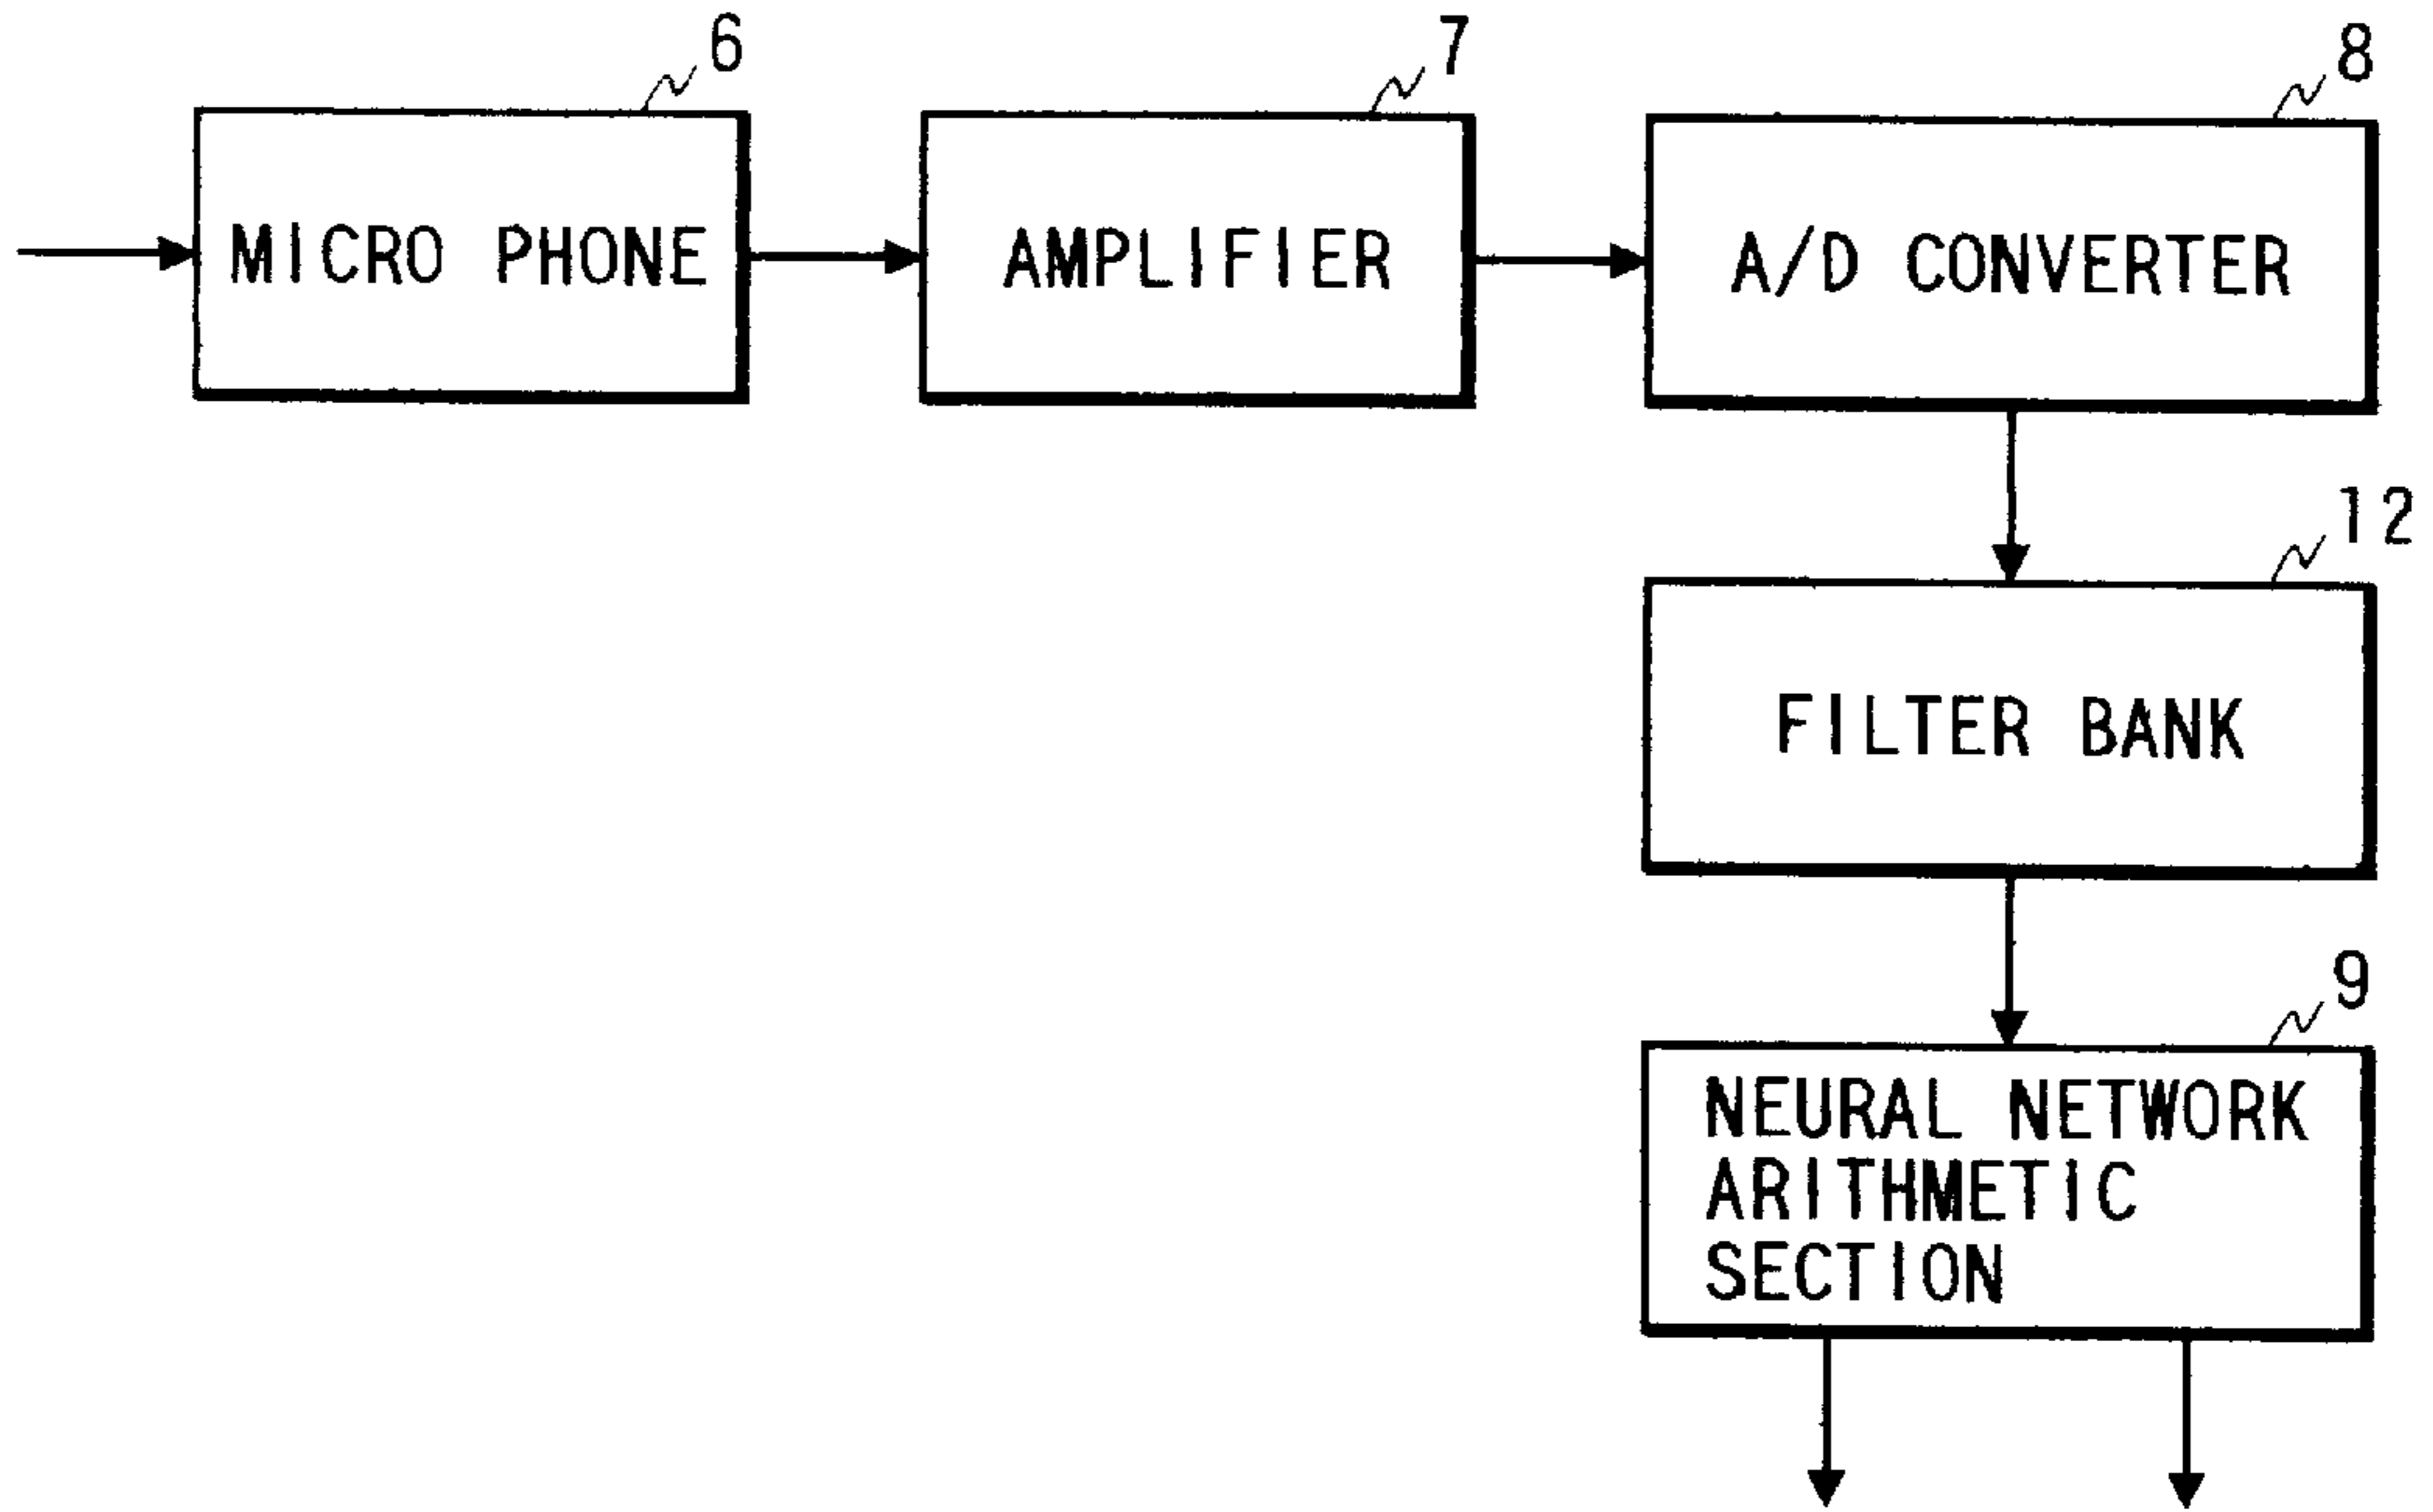 6
7
8
MICRO PHONE
AMPLIFIER
A/D CONVERTER
12
FILTER BANK
9
NEURAL NETWORK
ARITHMETIC
SECTION